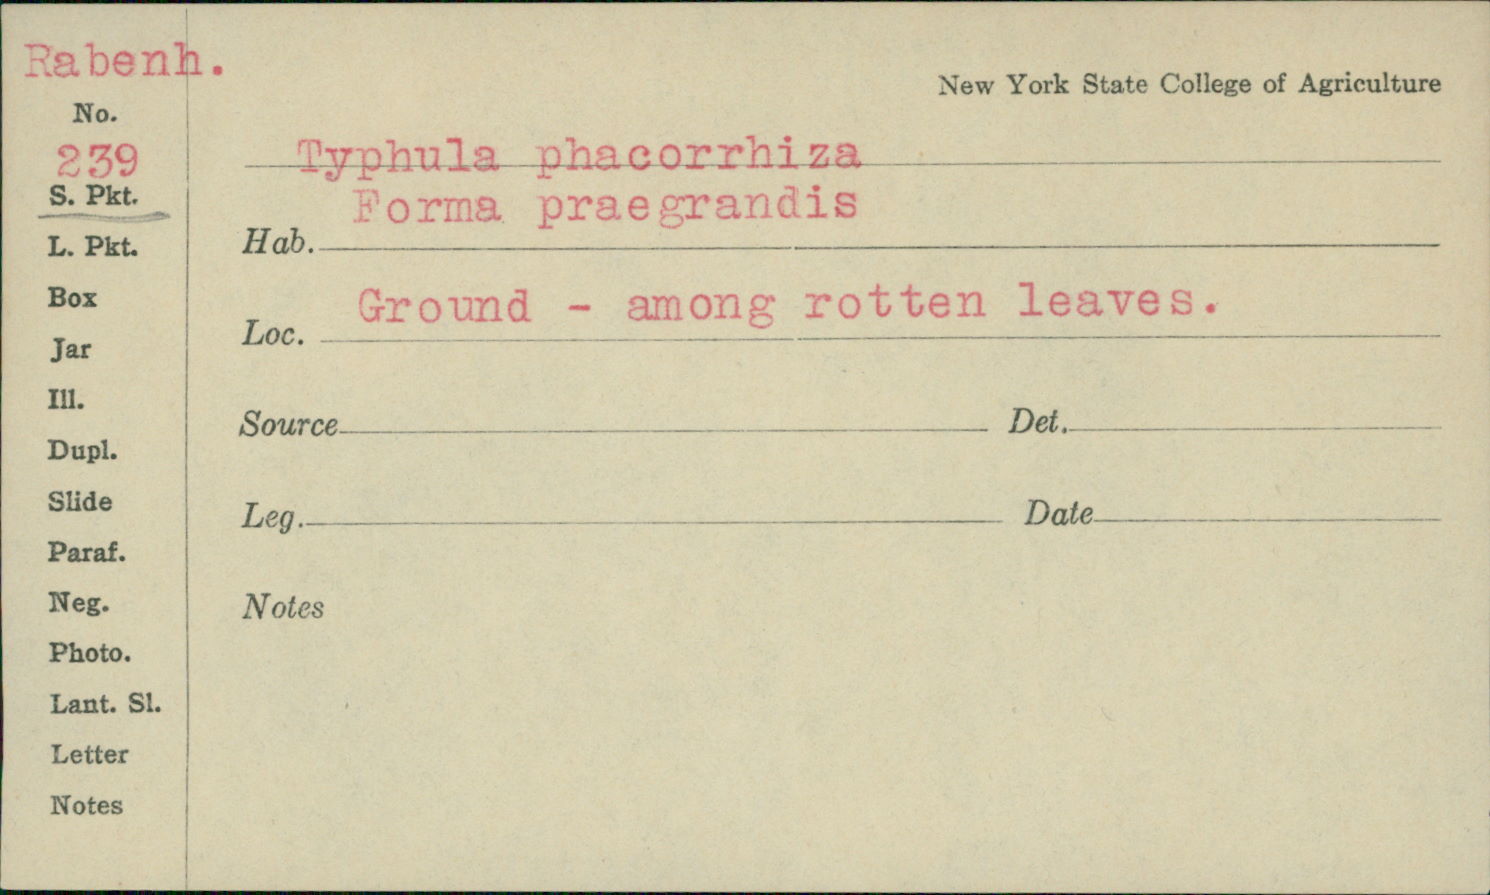 Rabenh.
New York State College of Agriculture
No.
239
Typhula phacorrhiza
S. Pkt.
Forma praegrandis
L. Pkt.
Hab.
Box
Ground - among rotten leaves.
Loc.
Jar
Ill.
Source Det.
Dupl.
Slide
Leg. Date
Paraf.
Neg.
Notes
Photo.
Lant. Sl.
Letter
Notes